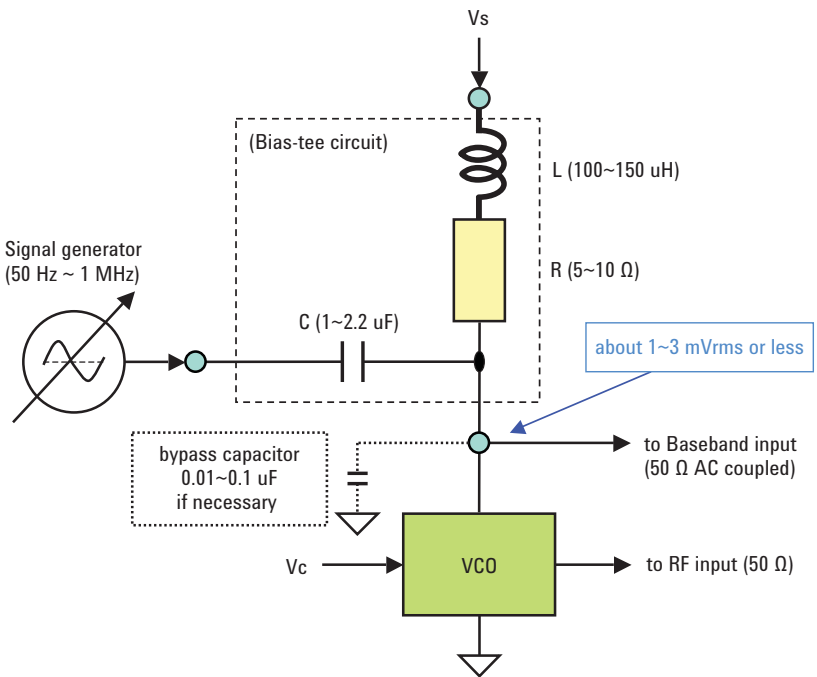 Vs
(Bias-tee circuit)
L (100~150 uH)
Signal generator
(50 Hz ~ 1 MHz)
R (5~10 Ω)
C (1~2.2 uF)
about 1~3 mVrms or less
bypass capacitor
0.01~0.1 uF
if necessary
to Baseband input
(50 Ω AC coupled)
Vc
VCO
to RF input (50 Ω)